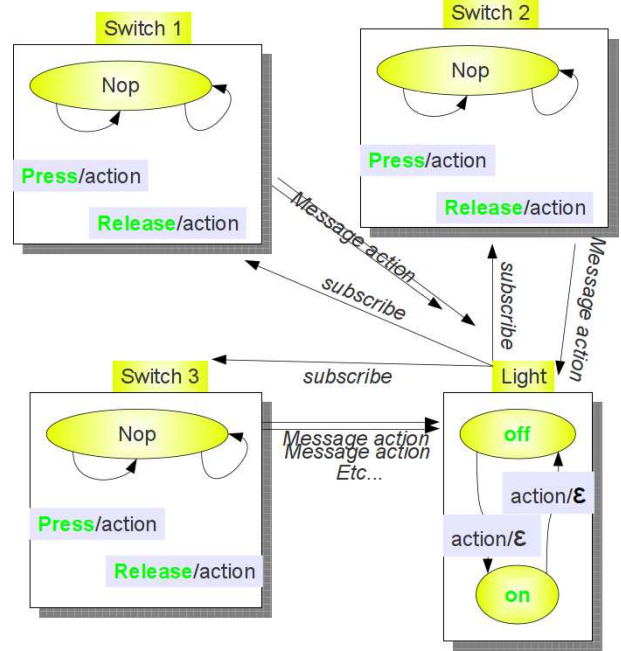 Switch 1
Nop
Press/action
Release/action
Switch 2
Nop
Press/action
Release/action
Message action
subscribe
subscribe
Message action
subscribe
Switch 3
Nop
Press/action
Release/action
Message action
Message action
Etc...
Light
off
action/ε
action/ε
on